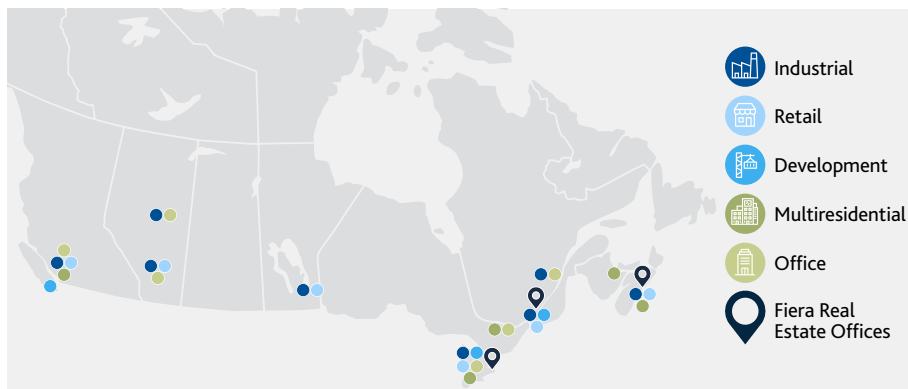 Industrial
Retail
Development
Multiresidential
Office
Fiera Real
Estate Offices